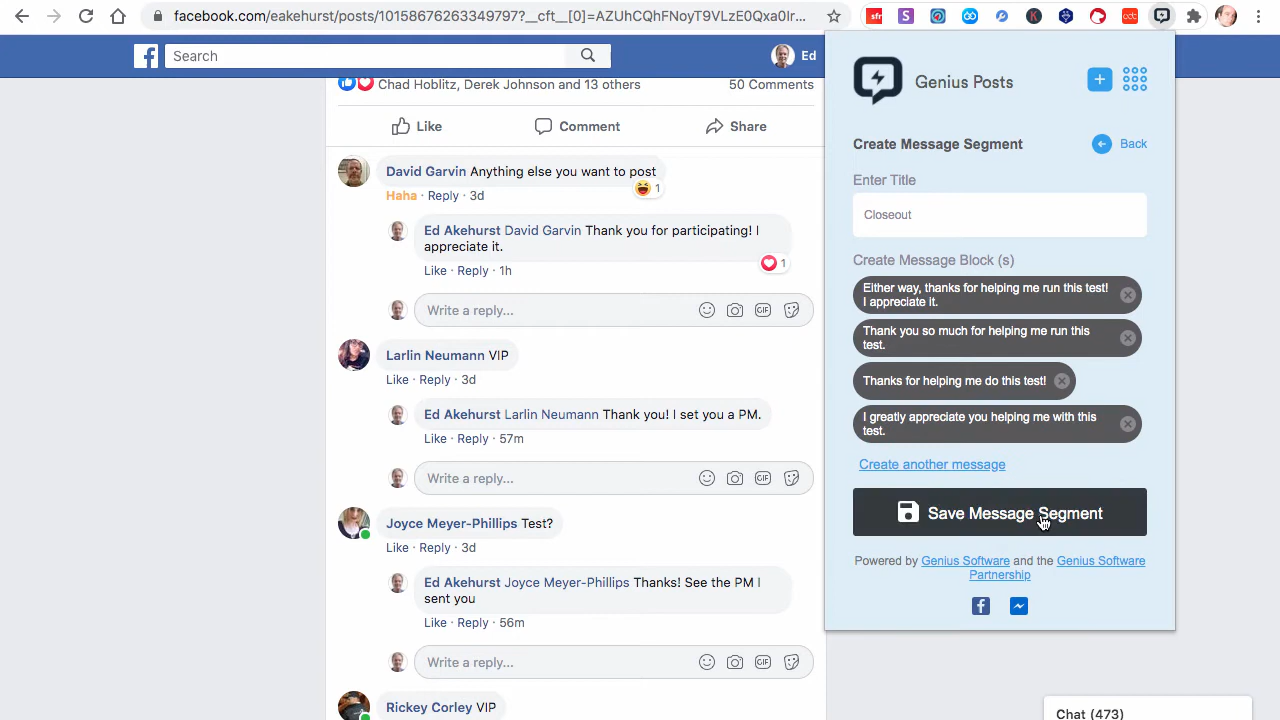 facebook.com/oakehurst/posts/10158676263349797?__cft__[0]=AZUhCQhFNoyT9VLzE0Qxa0Ir...
Search
Ed
Chad Hoblitz, Derek Johnson and 13 others
50 Comments
Like
Comment
Share
David Garvin Anything else you want to post
1
Haha · Reply · 3d
Ed Akehurst David Garvin Thank you for participating! I
appreciate it.
1
Like · Reply · 1h
Write a reply...
GIF
Larlin Neumann VIP
Like · Reply · 3d
Ed Akehurst Larlin Neumann Thank you! I set you a PM.
Like · Reply · 57m
Write a reply...
GIF
Joyce Meyer-Phillips Test?
Like · Reply · 3d
Ed Akehurst Joyce Meyer-Phillips Thanks! See the PM I
sent you
Like · Reply · 56m
Write a reply...
GIF
Rickey Corley VIP
Genius Posts
Create Message Segment
Back
Enter Title
Closeout
Create Message Block (s)
Either way, thanks for helping me run this test!
I appreciate it.
Thank you so much for helping me run this
test.
Thanks for helping me do this test!
I greatly appreciate you helping me with this
test.
Create another message
Save Message Segment
Powered by Genius Software and the Genius Software
Partnership
Chat (473)